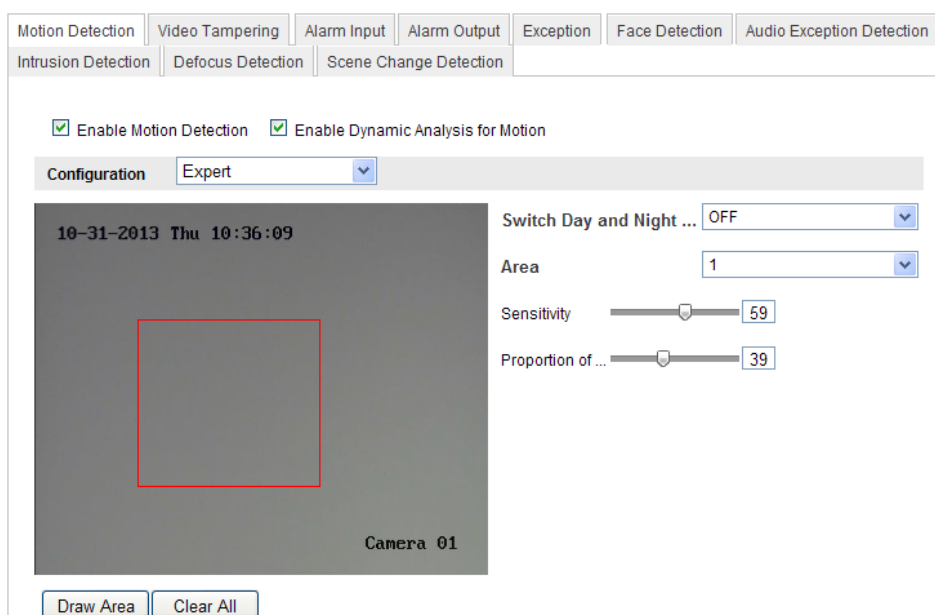 Motion Detection Video Tampering Alarm Input Alarm Output Exception Face Detection Audio Exception Detection
Intrusion Detection Defocus Detection Scene Change Detection
Enable Motion Detection Enable Dynamic Analysis for Motion
Configuration Expert
10-31-2013 Thu 10:36:09
Switch Day and Night ... OFF
Area 1
Sensitivity 59
Proportion of ... 39
Camera 01
Draw Area Clear All